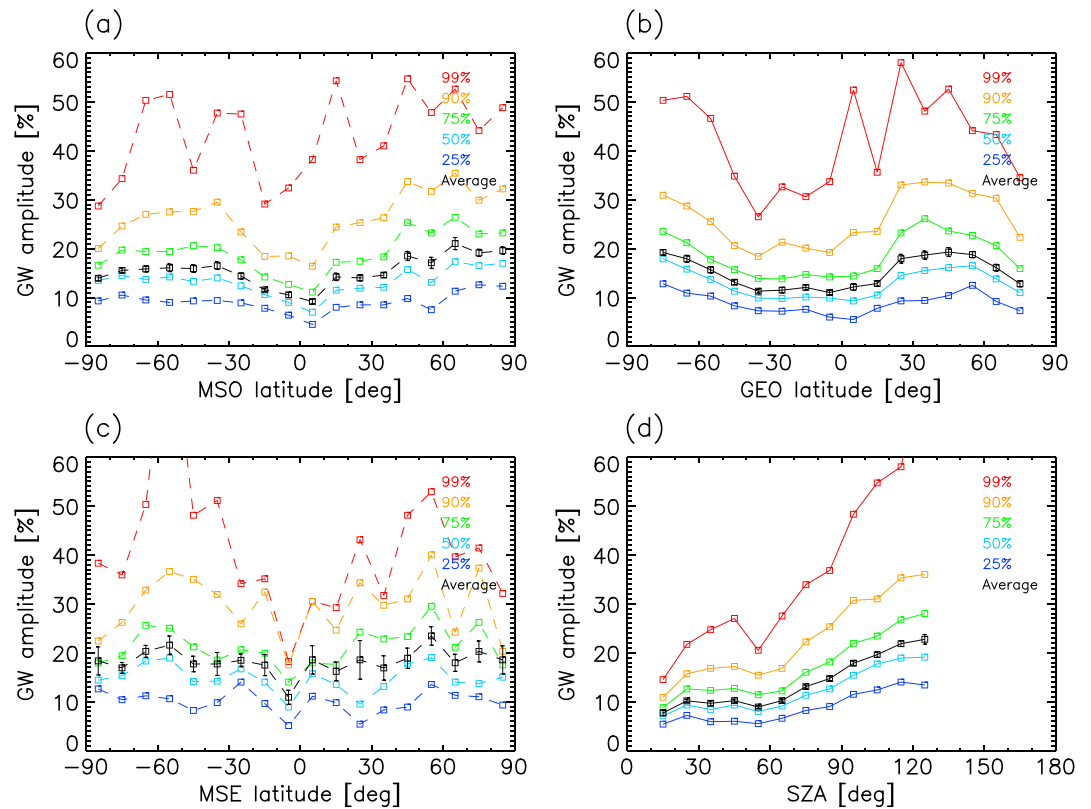 (a)
60
50
40
30
20
10
0
GW amplitude [%]
99%
90%
75%
50%
25%
Average
−90 −60 −30 0 30 60 90
MSO latitude [deg]
(b)
60
50
40
30
20
10
0
GW amplitude [%]
99%
90%
75%
50%
25%
Average
−90 −60 −30 0 30 60 90
GEO latitude [deg]
(c)
60
50
40
30
20
10
0
GW amplitude [%]
99%
90%
75%
50%
25%
Average
−90 −60 −30 0 30 60 90
MSE latitude [deg]
(d)
60
50
40
30
20
10
0
GW amplitude [%]
99%
90%
75%
50%
25%
Average
0 30 60 90 120 150 180
SZA [deg]